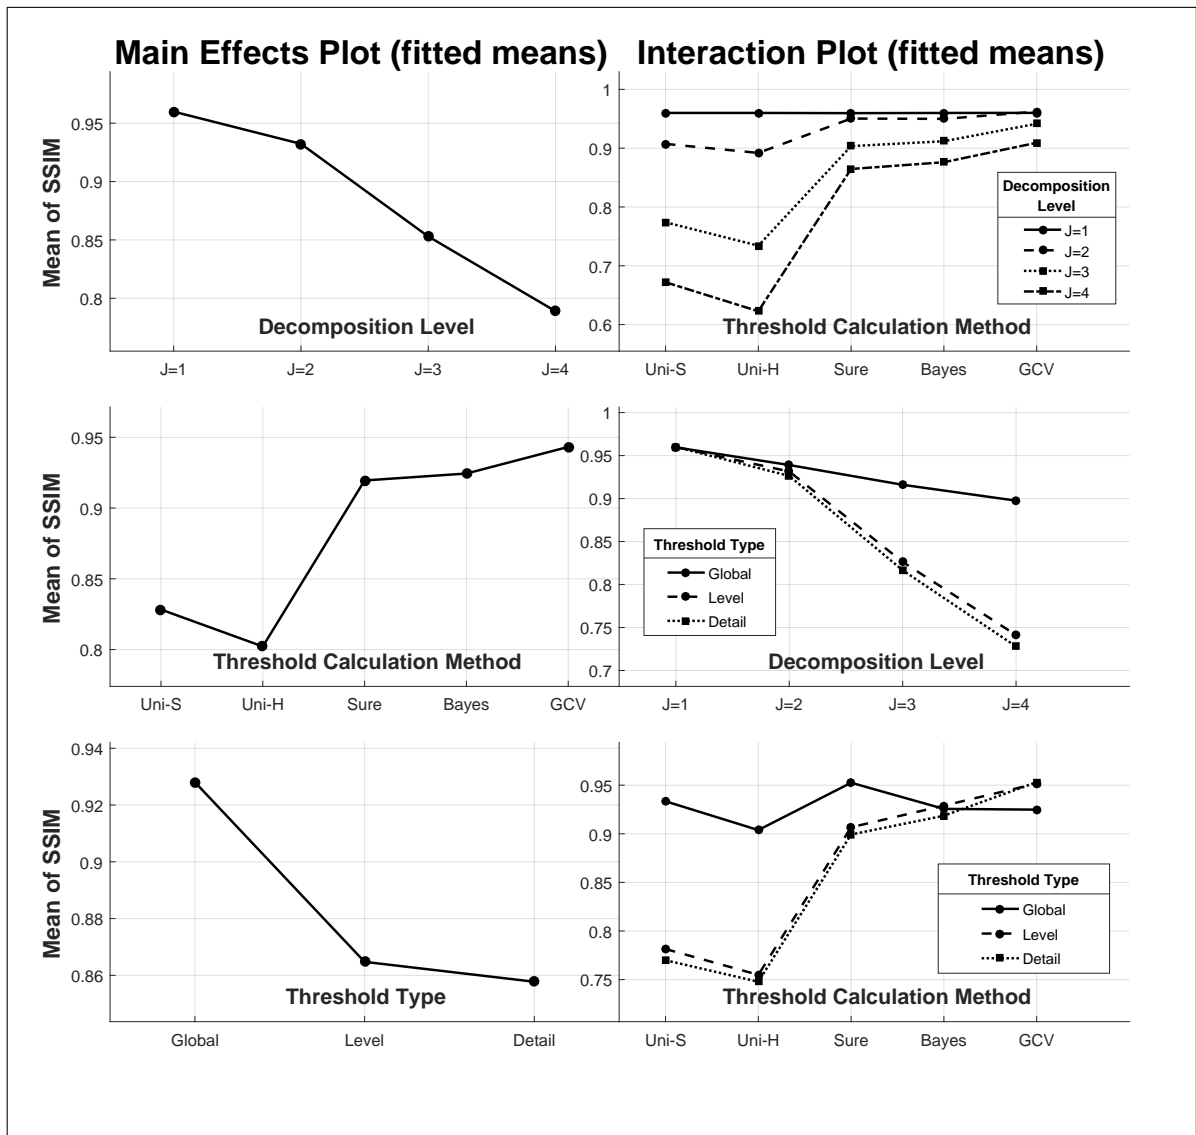 Main Effects Plot (fitted means)
Interaction Plot (fitted means)
Mean of SSIM
0.95
0.9
0.85
0.8
Decomposition Level
J=1 J=2 J=3 J=4
1
0.9
0.8
0.7
0.6
Decomposition
Level
J=1
J=2
J=3
J=4
Threshold Calculation Method
Uni-S Uni-H Sure Bayes GCV
Mean of SSIM
0.95
0.9
0.85
0.8
Threshold Calculation Method
Uni-S Uni-H Sure Bayes GCV
1
0.95
0.9
0.85
0.8
0.75
0.7
Threshold Type
Global
Level
Detail
Decomposition Level
J=1 J=2 J=3 J=4
Mean of SSIM
0.94
0.92
0.9
0.88
0.86
Threshold Type
Global Level Detail
0.95
0.9
0.85
0.8
0.75
Threshold Type
Global
Level
Detail
Threshold Calculation Method
Uni-S Uni-H Sure Bayes GCV